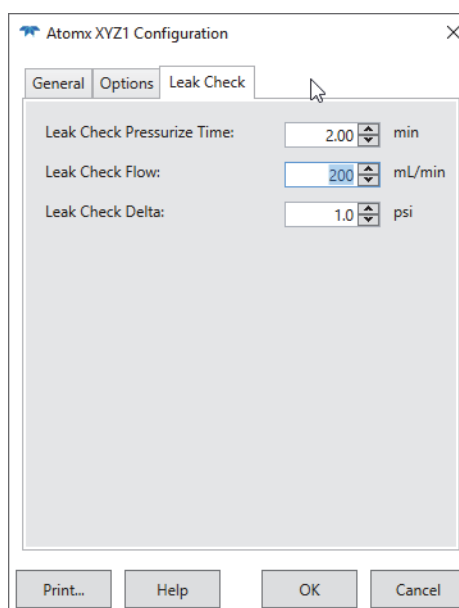 Atomx XYZ1 Configuration
General Options Leak Check
Leak Check Pressurize Time: 2.00 min
Leak Check Flow: 200 mL/min
Leak Check Delta: 1.0 psi
Print... Help OK Cancel